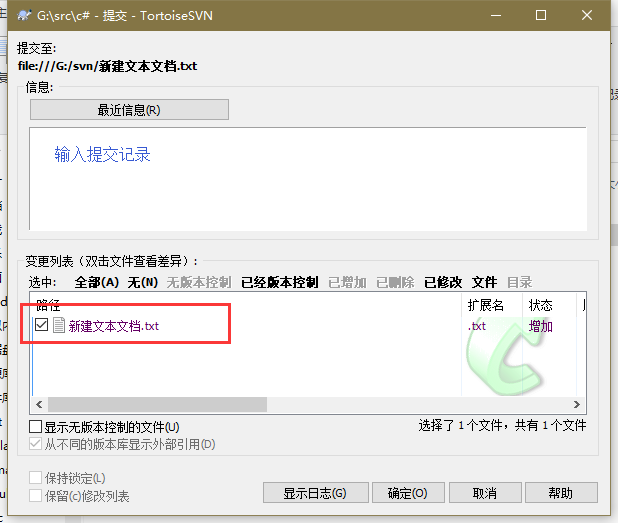 G:\src\c# - 提交 - TortoiseSVN
提交至:
file:///G:/svn/新建文本文档.txt
信息:
最近信息(R)
输入提交记录
变更列表（双击文件查看差异）:
选中: 全部(A) 无(N) 无版本控制 已经版本控制 已增加 已删除 已修改 文件 目录
路径 扩展名 状态
新建文本文档.txt .txt 增加
显示无版本控制的文件(U) 选择了 1 个文件，共有 1 个文件
从不同的版本库显示外部引用(D)
保持锁定(L)
保留(c)修改列表
显示日志(G) 确定(O) 取消 帮助